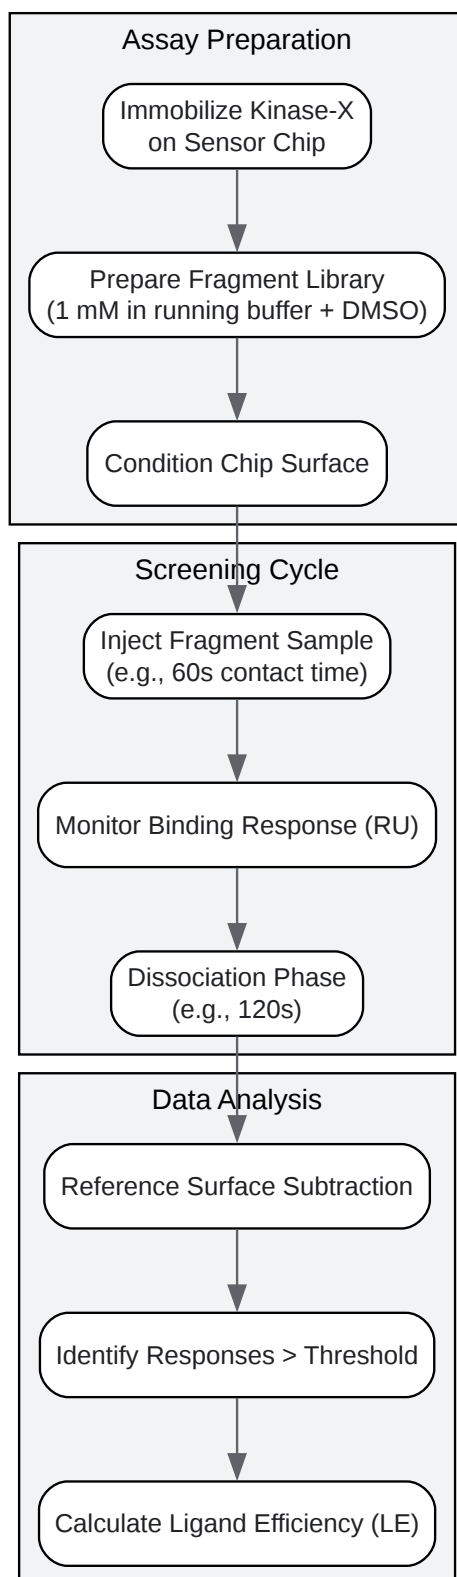 Assay Preparation
Immobilize Kinase-X
on Sensor Chip
Prepare Fragment Library
(1 mM in running buffer + DMSO)
Condition Chip Surface
Screening Cycle
Inject Fragment Sample
(e.g., 60s contact time)
Monitor Binding Response (RU)
Dissociation Phase
(e.g., 120s)
Data Analysis
Reference Surface Subtraction
Identify Responses > Threshold
Calculate Ligand Efficiency (LE)